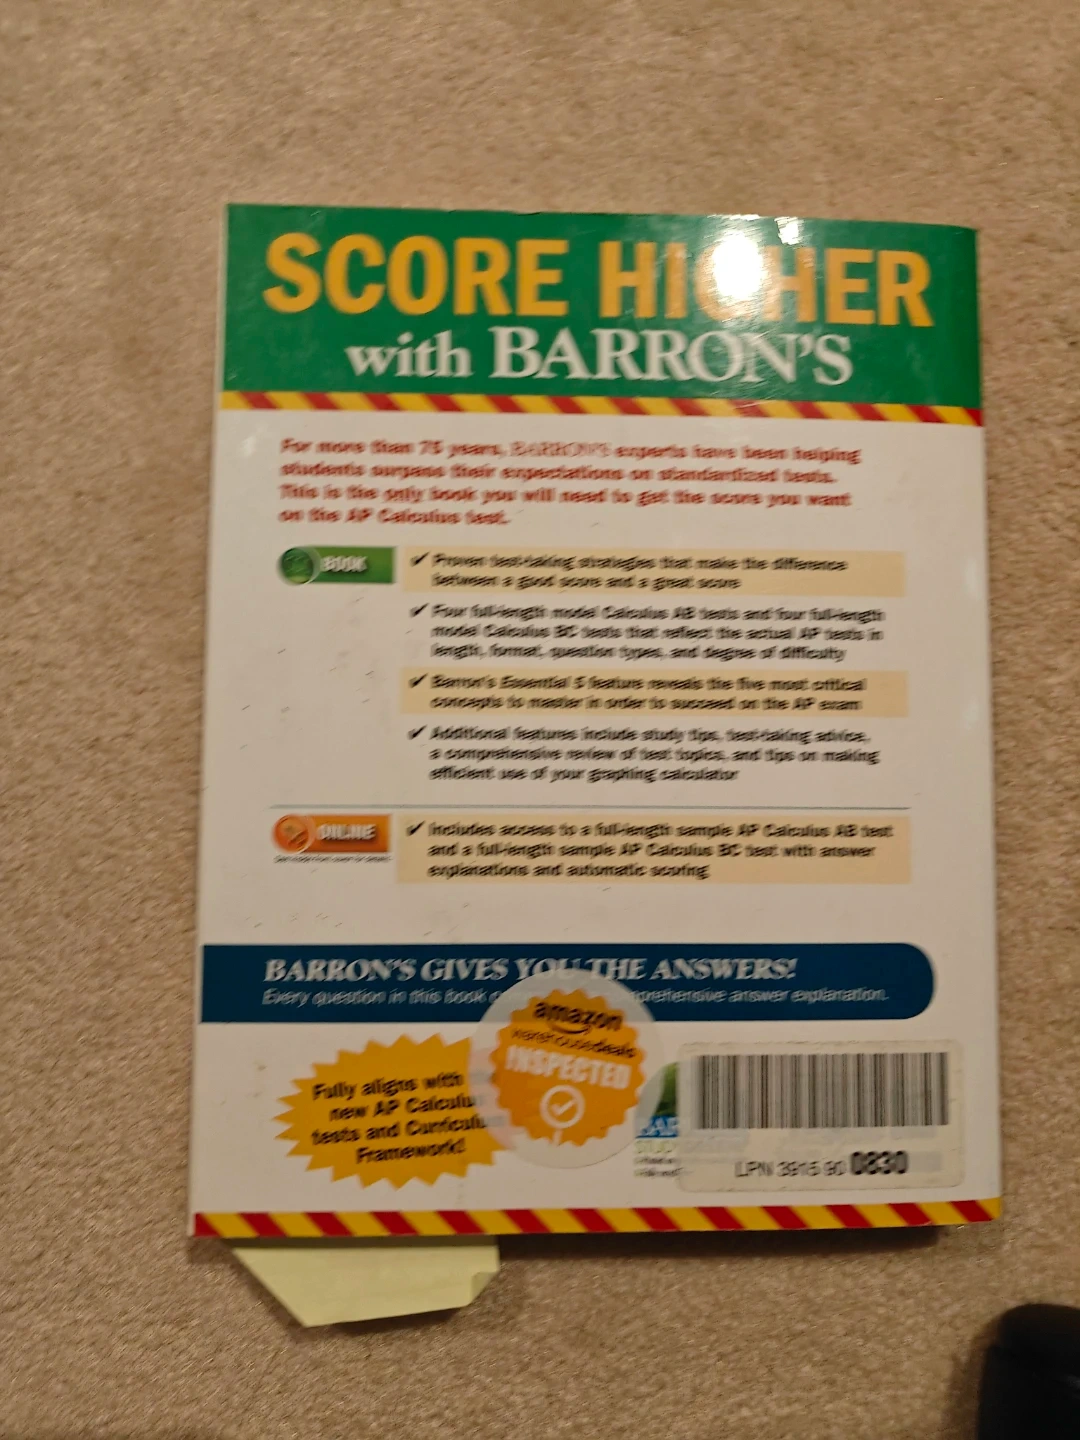 SCORE HIGHER
with BARRON'S
For more than 75 years, BARRON'S experts have been helping
students surpass their expectations on standardized tests.
This is the only book you will need to get the score you want
on the AP Calculus test.
BOOK
✔ Proven test-taking strategies that make the difference
between a good score and a great score
✔ Four full-length model Calculus AB tests and four full-length
model Calculus BC tests that reflect the actual AP tests in
length, format, question types, and degree of difficulty
✔ Barron's Essential 5 feature reveals the five most critical
concepts to master in order to succeed on the AP exam
✔ Additional features include study tips, test-taking advice,
a comprehensive review of test topics, and tips on making
efficient use of your graphing calculator
ONLINE
✔ Includes access to a full-length sample AP Calculus AB test
and a full-length sample AP Calculus BC test with answer
explanations and automatic scoring
BARRON'S GIVES YOU THE ANSWERS!
Every question in this book answer explanation.
amazon
warehousedeals
INSPECTED
Fully aligns with
new AP Calculu
tests and Curriculu
Framework!
BAR
LPN 3915 90 0830